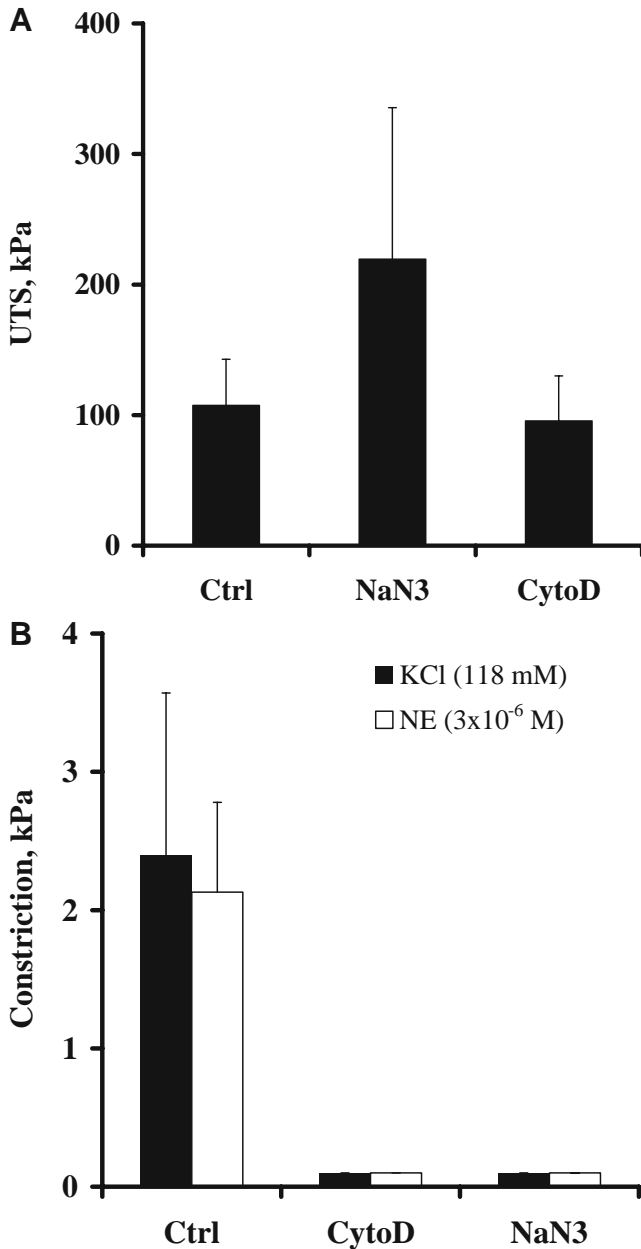 A
400
300
200
100
0
UTS, kPa
Ctrl NaN3 CytoD
B
4
3
2
1
0
Constriction, kPa
KCl (118 mM)
NE (3x10⁻⁶ M)
Ctrl CytoD NaN3